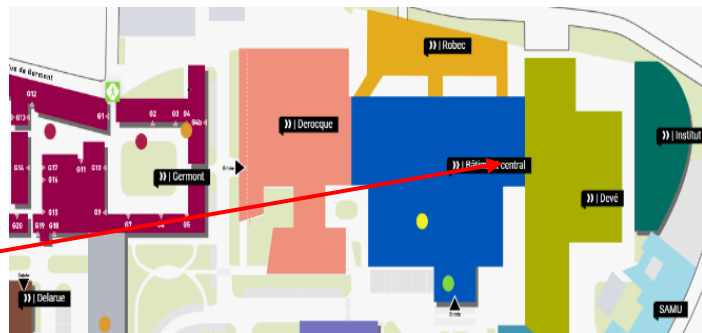 Rue de Germont
G12
G13
G1
G2
G3
G4
G4b
G14
G17
G16
G11
G10
G15
G9
G20
G19
G18
G7
G6
G5
Germont
Derocque
Robec
Bâtiment central
Devé
Institut
SAMU
Delarue
Entrée
Entrée
Entrée